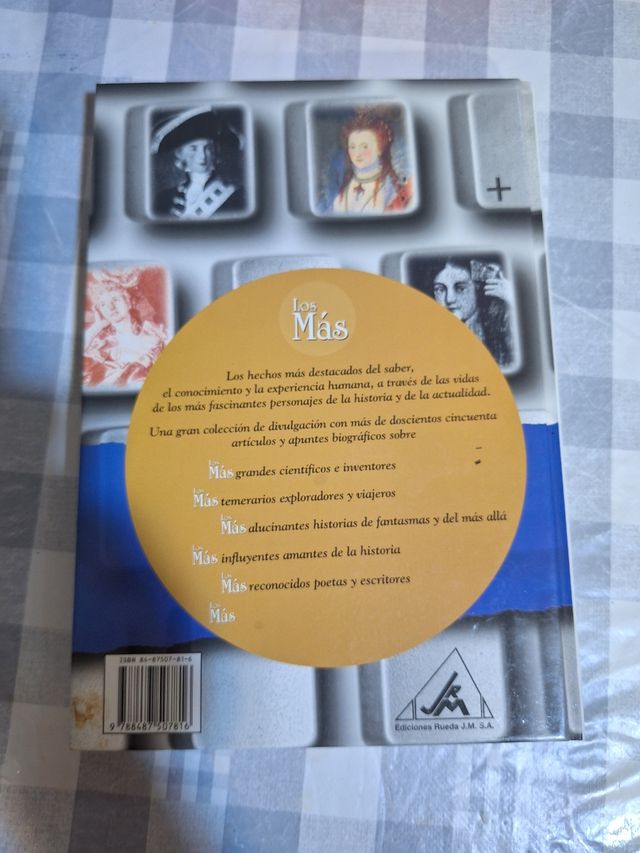 +
Los
Más
Los hechos más destacados del saber,
el conocimiento y la experiencia humana, a través de las vidas
de los más fascinantes personajes de la historia y de la actualidad.
Una gran colección de divulgación con más de doscientos cincuenta
artículos y apuntes biográficos sobre
Los
Más grandes científicos e inventores
Los
Más temerarios exploradores y viajeros
Los
Más alucinantes historias de fantasmas y del más allá
Los
Más influyentes amantes de la historia
Los
Más reconocidos poetas y escritores
Los
Más
ISBN 84-87507-81-6
9 788487 507816
JRM
Ediciones Rueda J.M. S.A.